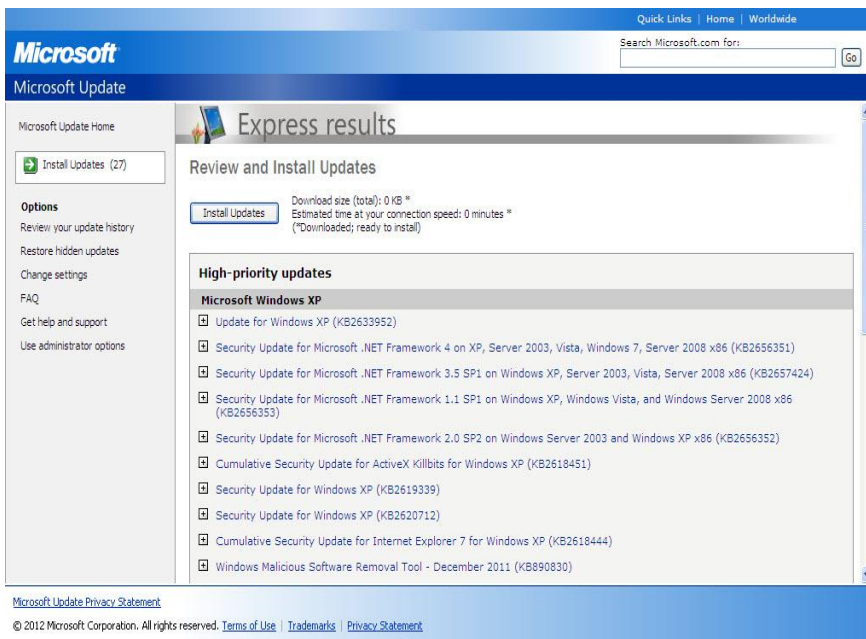 Quick Links | Home | Worldwide
Search Microsoft.com for:
Microsoft
Go
Microsoft Update
Microsoft Update Home
Install Updates (27)
Options
Review your update history
Restore hidden updates
Change settings
FAQ
Get help and support
Use administrator options
Express results
Review and Install Updates
Install Updates
Download size (total): 0 KB *
Estimated time at your connection speed: 0 minutes *
(*Downloaded; ready to install)
High-priority updates
Microsoft Windows XP
Update for Windows XP (KB2633952)
Security Update for Microsoft .NET Framework 4 on XP, Server 2003, Vista, Windows 7, Server 2008 x86 (KB2656351)
Security Update for Microsoft .NET Framework 3.5 SP1 on Windows XP, Server 2003, Vista, Server 2008 x86 (KB2657424)
Security Update for Microsoft .NET Framework 1.1 SP1 on Windows XP, Windows Vista, and Windows Server 2008 x86
(KB2656353)
Security Update for Microsoft .NET Framework 2.0 SP2 on Windows Server 2003 and Windows XP x86 (KB2656352)
Cumulative Security Update for ActiveX Killbits for Windows XP (KB2618451)
Security Update for Windows XP (KB2619339)
Security Update for Windows XP (KB2620712)
Cumulative Security Update for Internet Explorer 7 for Windows XP (KB2618444)
Windows Malicious Software Removal Tool - December 2011 (KB890830)
Microsoft Update Privacy Statement
© 2012 Microsoft Corporation. All rights reserved. Terms of Use | Trademarks | Privacy Statement